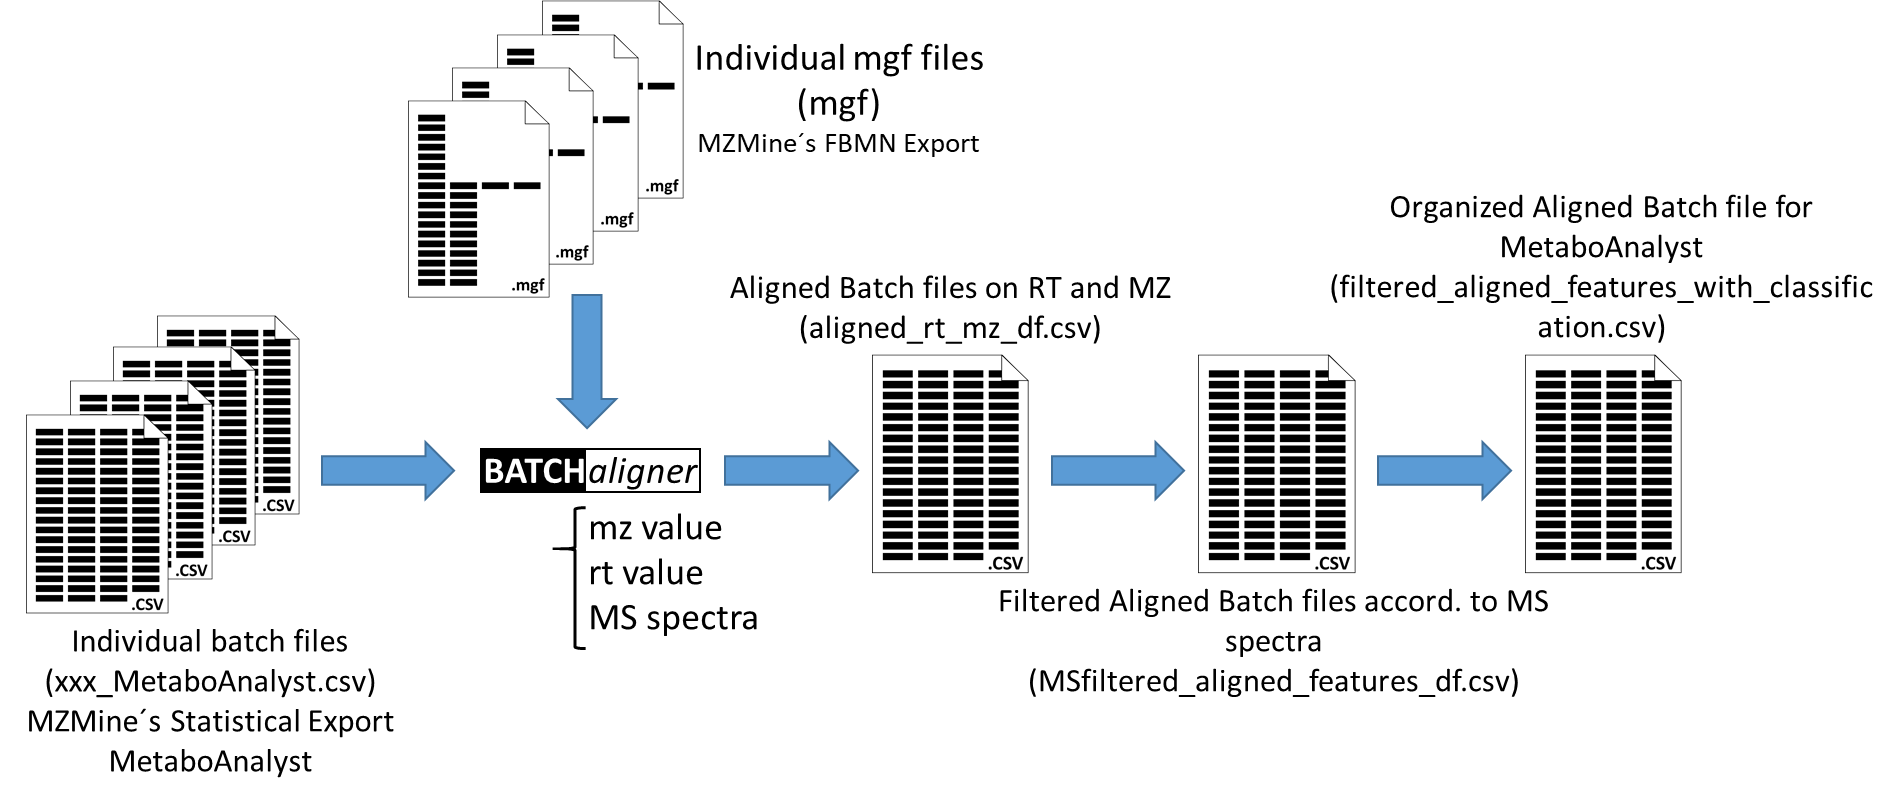 Individual mgf files
(mgf)
MZMine´s FBMN Export
.mgf
.mgf
.mgf
.mgf
Organized Aligned Batch file for
MetaboAnalyst
(filtered_aligned_features_with_classific
ation.csv)
Aligned Batch files on RT and MZ
(aligned_rt_mz_df.csv)
.CSV
.CSV
.CSV
.CSV
Individual batch files
(xxx_MetaboAnalyst.csv)
MZMine´s Statistical Export
MetaboAnalyst
BATCHaligner
mz value
rt value
MS spectra
.CSV
.CSV
.CSV
Filtered Aligned Batch files accord. to MS
spectra
(MSfiltered_aligned_features_df.csv)